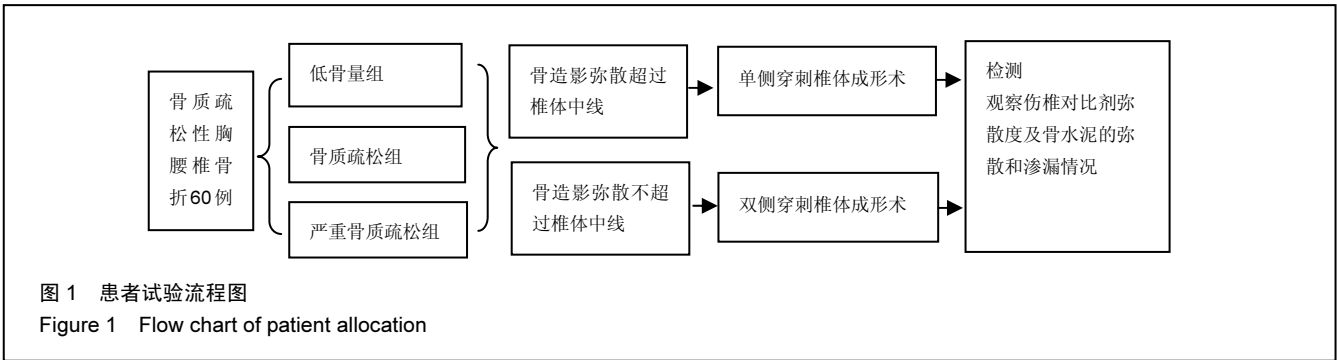 骨质疏
松性胸
腰椎骨
折60例
低骨量组
骨质疏松组
严重骨质疏松组
骨造影弥散超过
椎体中线
骨造影弥散不超
过椎体中线
单侧穿刺椎体成形术
双侧穿刺椎体成形术
检测
观察伤椎对比剂弥
散度及骨水泥的弥
散和渗漏情况
图 1 患者试验流程图
Figure 1 Flow chart of patient allocation